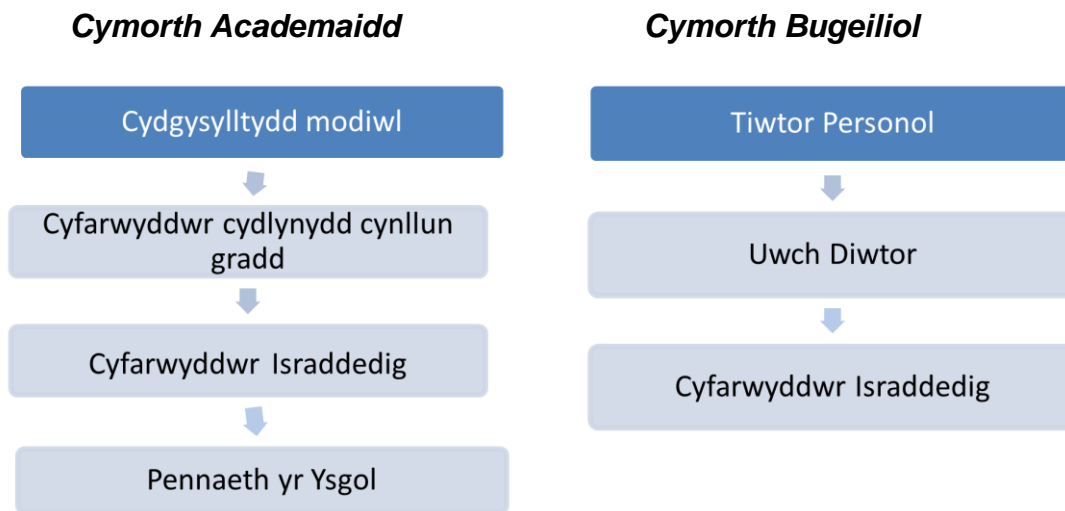 Cymorth Academaidd
Cydgysylltydd modiwl
Cyfarwyddwr cydlynydd cynllun
gradd
Cyfarwyddwr Israddedig
Pennaeth yr Ysgol
Cymorth Bugeiliol
Tiwtor Personol
Uwch Diwtor
Cyfarwyddwr Israddedig